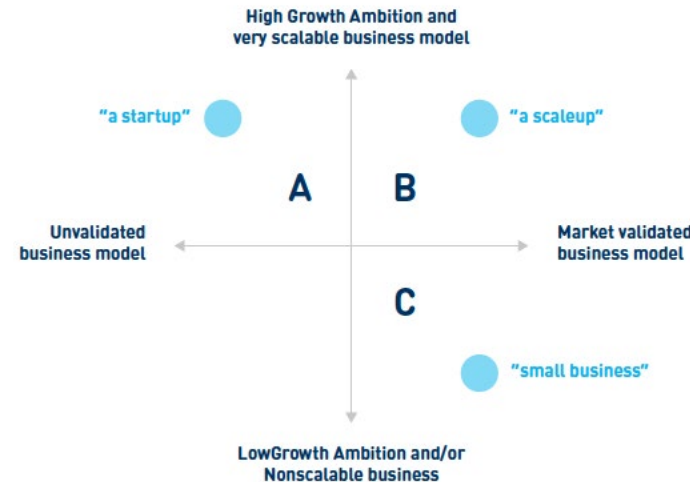 High Growth Ambition and
very scalable business model
"a startup"
"a scaleup"
A
B
Unvalidated
business model
Market validated
business model
C
"small business"
LowGrowth Ambition and/or
Nonscalable business